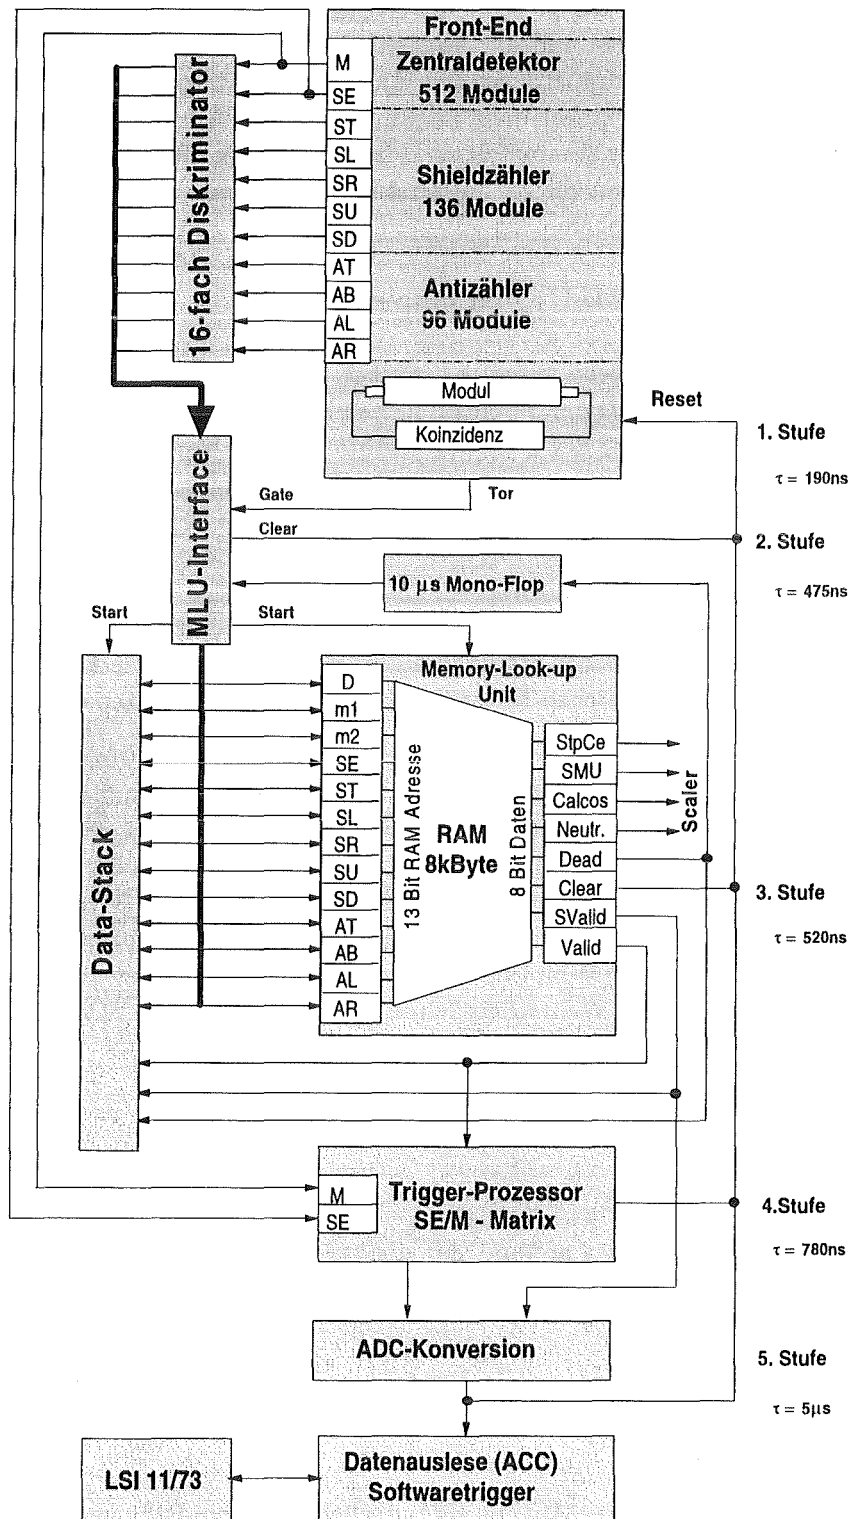 Front-End
Zentraldetektor
512 Module
M
SE
ST
SL
SR
SU
SD
AT
AB
AL
AR
Shieldzähler
136 Module
Antizähler
96 Module
16-fach Diskriminator
Modul
Koinzidenz
Reset
1. Stufe
τ = 190ns
Gate
Tor
Clear
MLU-Interface
2. Stufe
τ = 475ns
10 μs Mono-Flop
Start
Start
Data-Stack
Memory-Look-up
Unit
D
m1
m2
SE
ST
SL
SR
SU
SD
AT
AB
AL
AR
13 Bit RAM Adresse
RAM
8kByte
8 Bit Daten
StpCe
SMU
Calcos
Neutr.
Dead
Clear
SValid
Valid
Scaler
3. Stufe
τ = 520ns
M
SE
Trigger-Prozessor
SE/M - Matrix
4.Stufe
τ = 780ns
ADC-Konversion
5. Stufe
τ = 5μs
LSI 11/73
Datenauslese (ACC)
Softwaretrigger